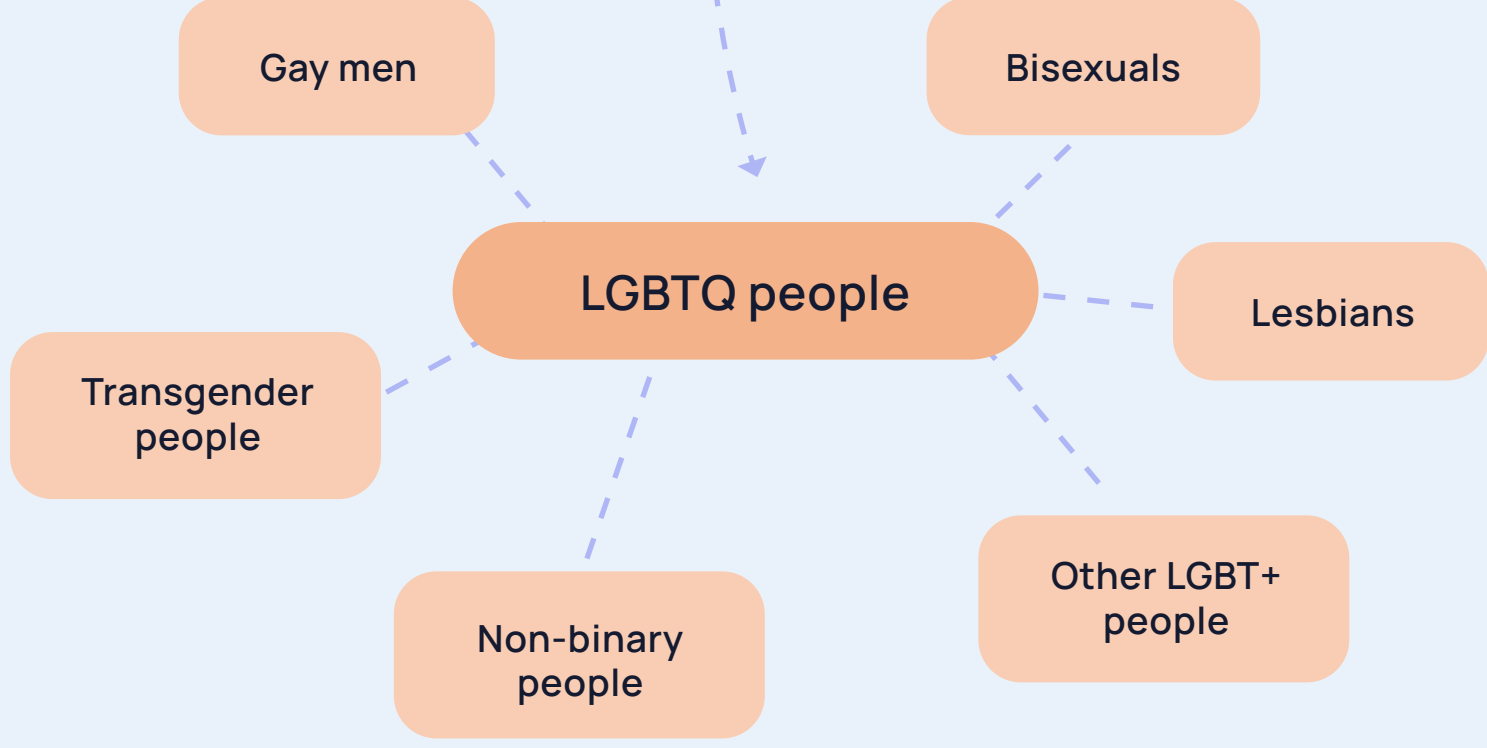 Gay men
Bisexuals
LGBTQ people
Lesbians
Transgender
people
Other LGBT+
people
Non-binary
people